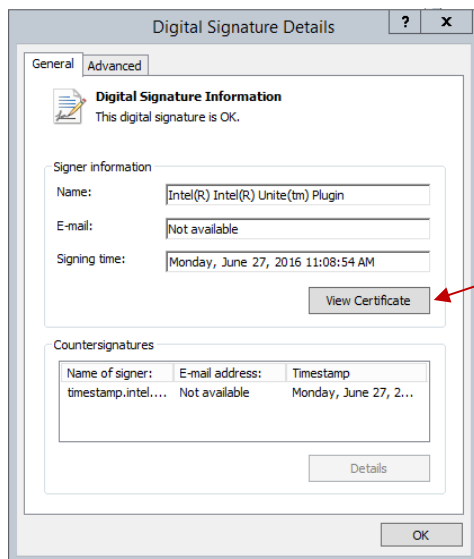 Digital Signature Details
? x
General Advanced
Digital Signature Information
This digital signature is OK.
Signer information
Name: Intel(R) Intel(R) Unite(tm) Plugin
E-mail: Not available
Signing time: Monday, June 27, 2016 11:08:54 AM
View Certificate
Countersignatures
Name of signer: E-mail address: Timestamp
timestamp.intel.... Not available Monday, June 27, 2...
Details
OK